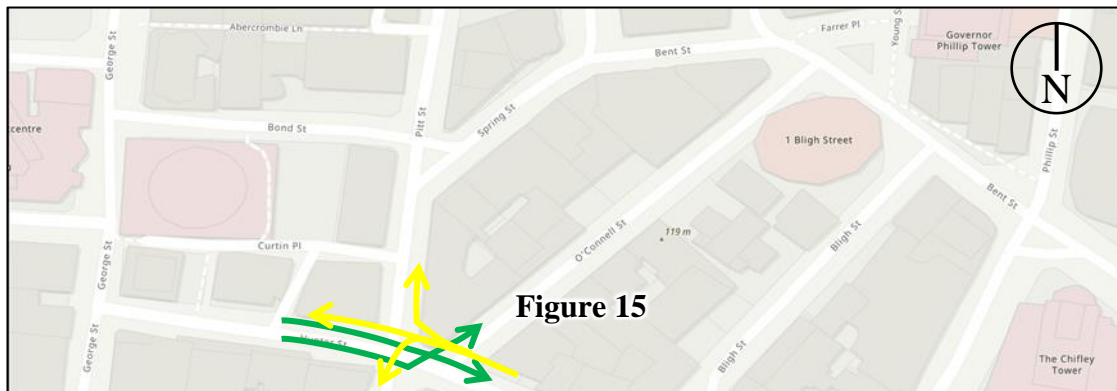 Abercrombie Ln
George St
Bent St
Farrer Pl
Young S
Governor
Phillip Tower
N
Pitt St
Spring St
Bond St
centre
1 Bligh Street
Phillip St
Bent St
119 m
O'Connell St
Bligh St
George St
Curtin Pl
Figure 15
Hunter St
George St
Bligh St
The Chifley
Tower